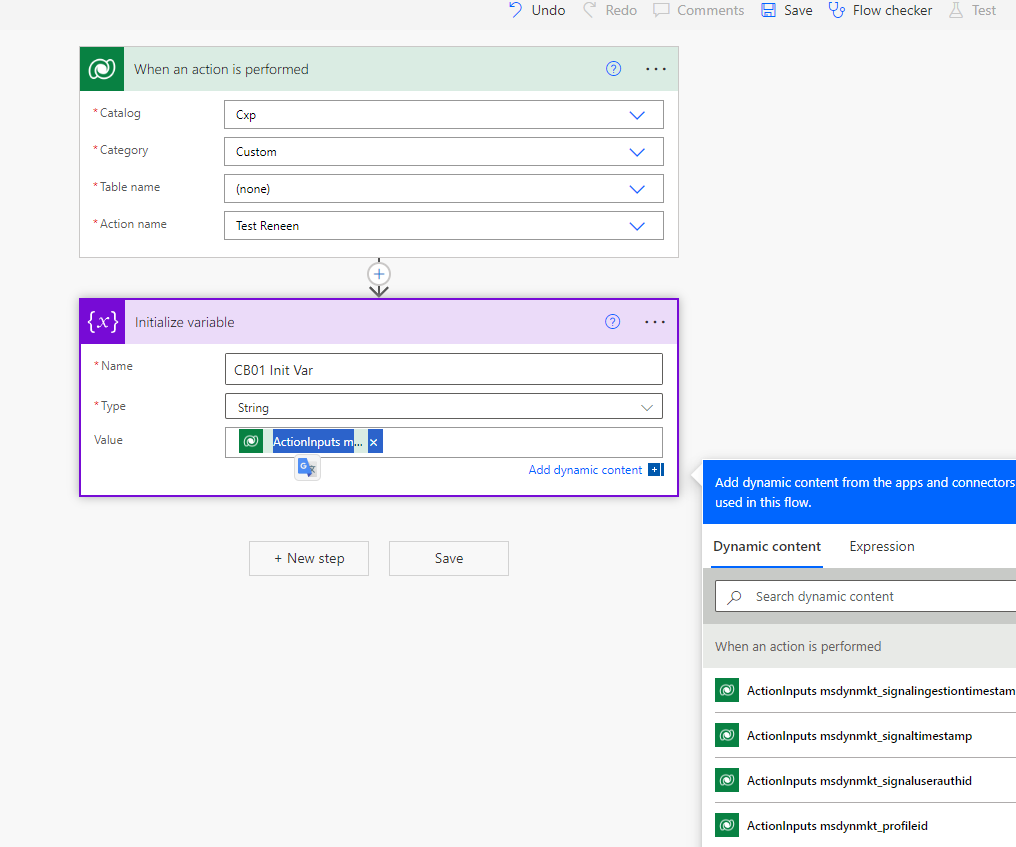 Undo Redo Comments Save Flow checker Test
When an action is performed
* Catalog
Cxp
* Category
Custom
* Table name
(none)
* Action name
Test Reneen
{x} Initialize variable
* Name
CB01 Init Var
* Type
String
Value
ActionInputs m...
Add dynamic content
+ New step
Save
Add dynamic content from the apps and connectors
used in this flow.
Dynamic content Expression
Search dynamic content
When an action is performed
ActionInputs msdynmkt_signalingestiontimestam
ActionInputs msdynmkt_signaltimestamp
ActionInputs msdynmkt_signaluserauthid
ActionInputs msdynmkt_profileid